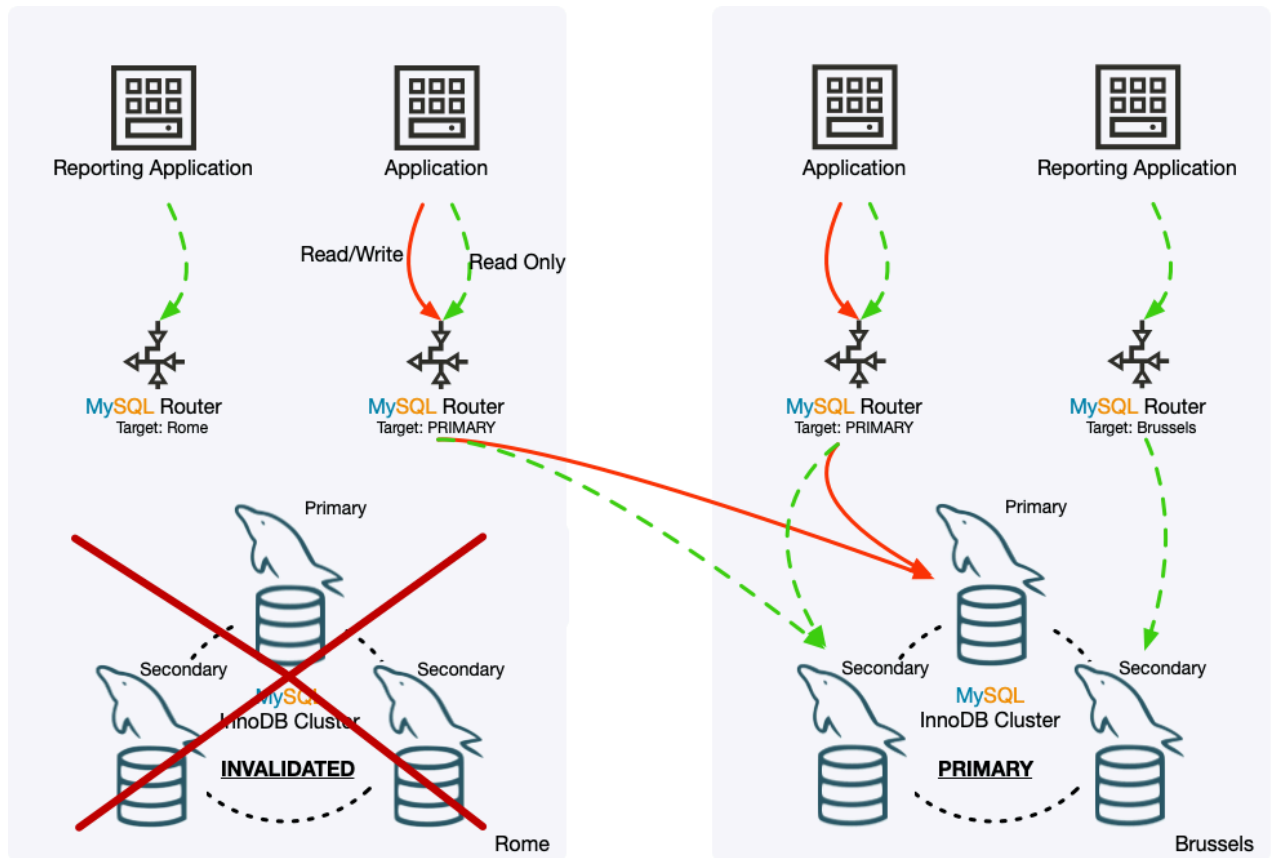 Reporting Application
Application
Read/Write
Read Only
MySQL Router
Target: Rome
MySQL Router
Target: PRIMARY
Primary
Secondary
Secondary
MySQL
InnoDB Cluster
INVALIDATED
Rome
Application
Reporting Application
MySQL Router
Target: PRIMARY
MySQL Router
Target: Brussels
Primary
Secondary
Secondary
MySQL
InnoDB Cluster
PRIMARY
Brussels